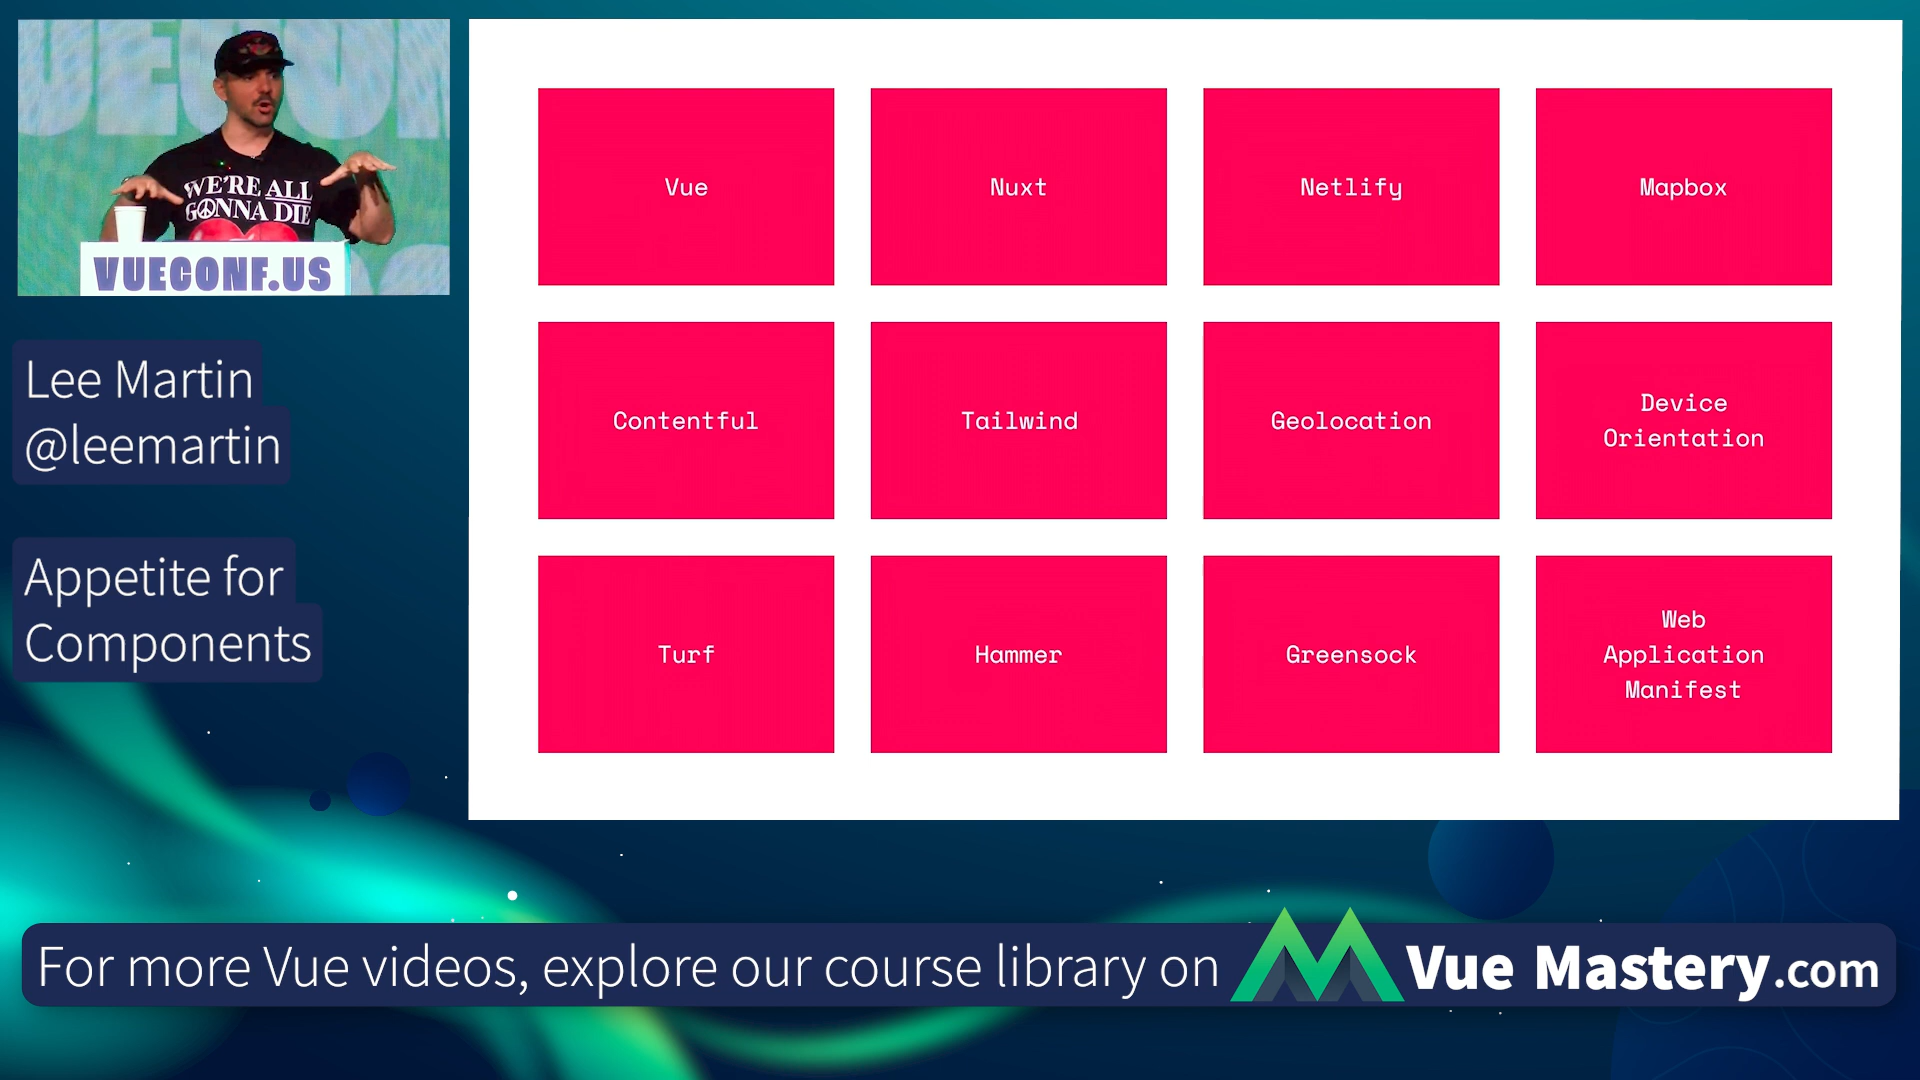 WE'RE ALL
GONNA DIE
VUECONF.US
Lee Martin
@leemartin
Appetite for
Components
Vue
Nuxt
Netlify
Mapbox
Contentful
Tailwind
Geolocation
Device
Orientation
Turf
Hammer
Greensock
Web
Application
Manifest
For more Vue videos, explore our course library on Vue Mastery.com